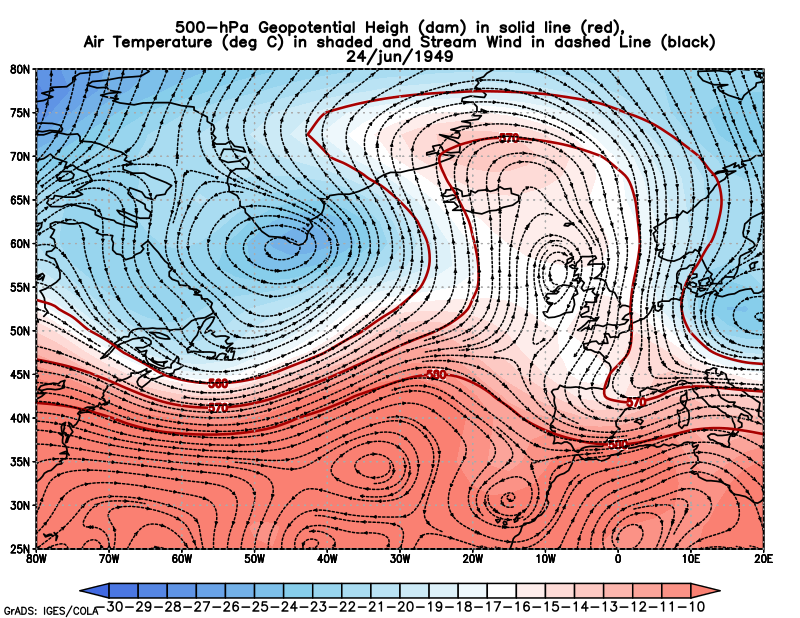 500-hPa Geopotential Heigh (dam) in solid line (red),
Air Temperature (deg C) in shaded and Stream Wind in dashed Line (black)
24/jun/1949
80N
75N
70N
65N
60N
55N
50N
45N
40N
35N
30N
25N
570
560
570
580
570
580
80W 70W 60W 50W 40W 30W 20W 10W 0 10E 20E
-30-29-28-27-26-25-24-23-22-21-20-19-18-17-16-15-14-13-12-11-10
GrADS: IGES/COLA